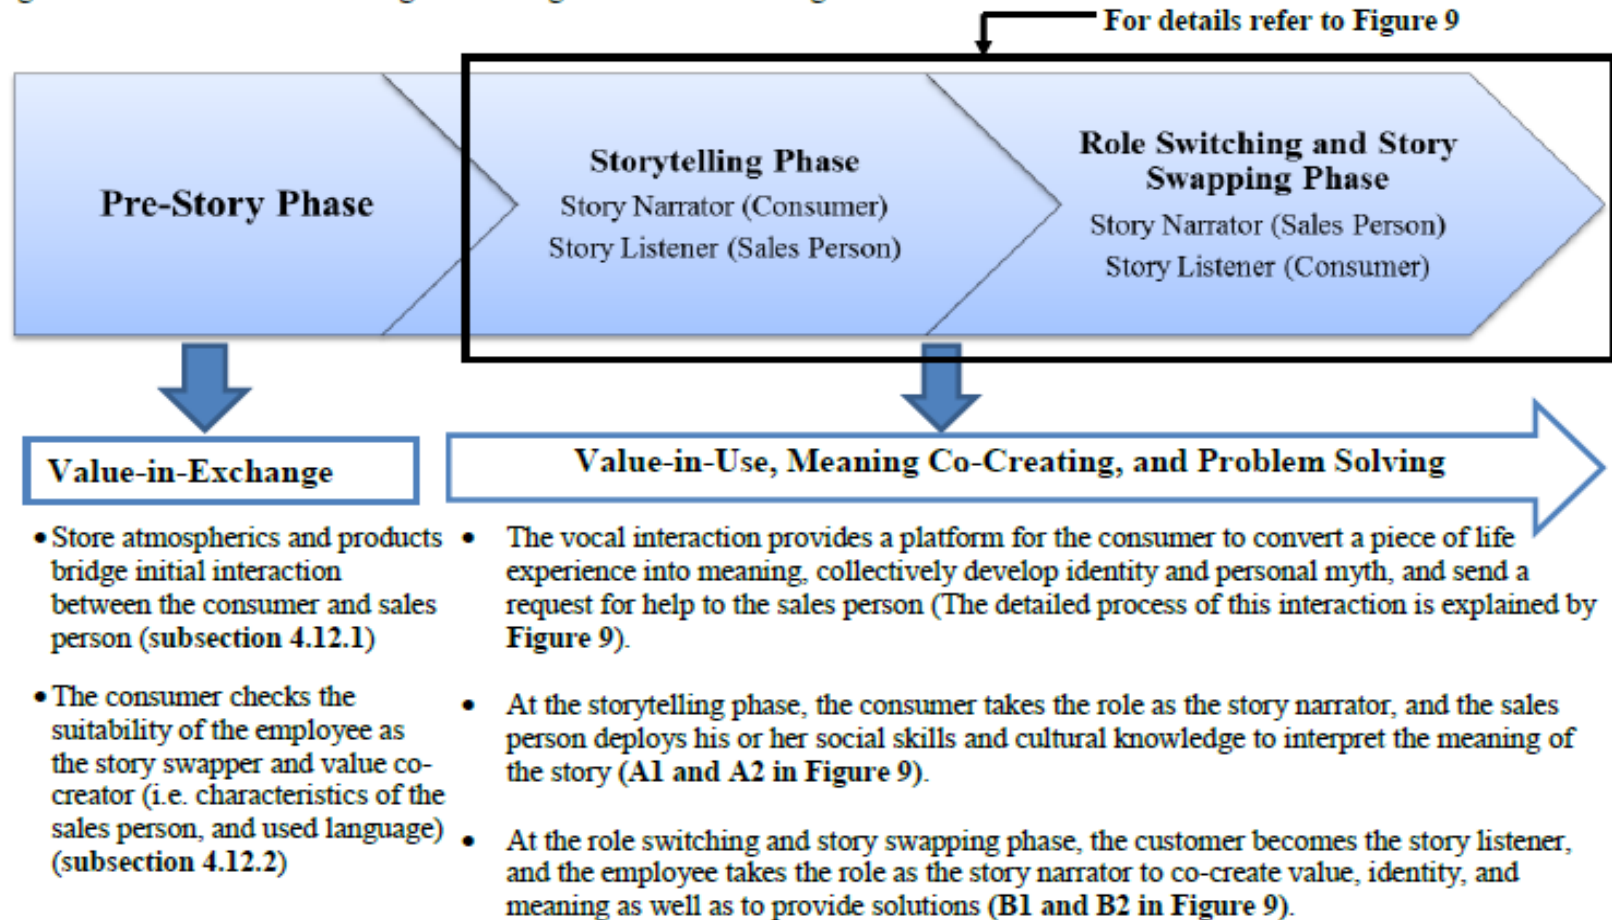 For details refer to Figure 9
Pre-Story Phase
Storytelling Phase
Story Narrator (Consumer)
Story Listener (Sales Person)
Role Switching and Story
Swapping Phase
Story Narrator (Sales Person)
Story Listener (Consumer)
Value-in-Exchange
• Store atmospherics and products
bridge initial interaction
between the consumer and sales
person (subsection 4.12.1)
• The consumer checks the
suitability of the employee as
the story swapper and value co-
creator (i.e. characteristics of the
sales person, and used language)
(subsection 4.12.2)
Value-in-Use, Meaning Co-Creating, and Problem Solving
• The vocal interaction provides a platform for the consumer to convert a piece of life
experience into meaning, collectively develop identity and personal myth, and send a
request for help to the sales person (The detailed process of this interaction is explained by
Figure 9).
• At the storytelling phase, the consumer takes the role as the story narrator, and the sales
person deploys his or her social skills and cultural knowledge to interpret the meaning of
the story (A1 and A2 in Figure 9).
• At the role switching and story swapping phase, the customer becomes the story listener,
and the employee takes the role as the story narrator to co-create value, identity, and
meaning as well as to provide solutions (B1 and B2 in Figure 9).